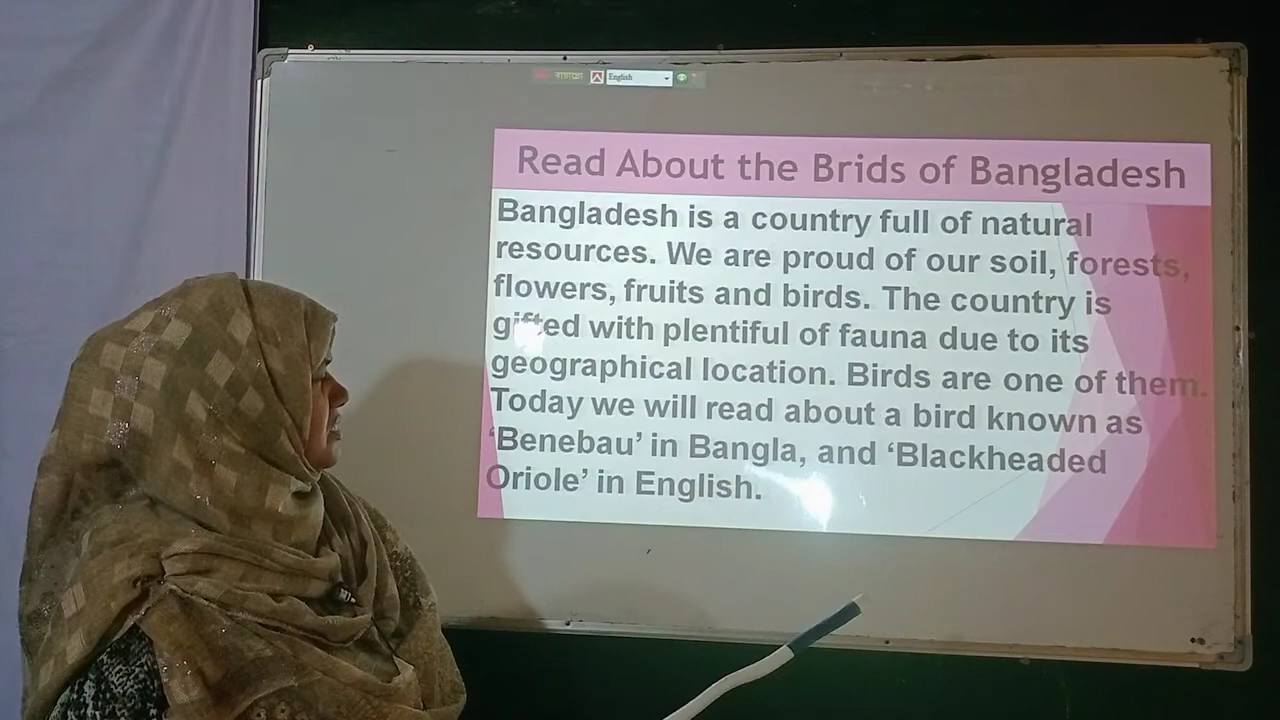 বাংলা
English
Read About the Brids of Bangladesh
Bangladesh is a country full of natural
resources. We are proud of our soil, forests,
flowers, fruits and birds. The country is
gifted with plentiful of fauna due to its
geographical location. Birds are one of them.
Today we will read about a bird known as
‘Benebau’ in Bangla, and ‘Blackheaded
Oriole’ in English.